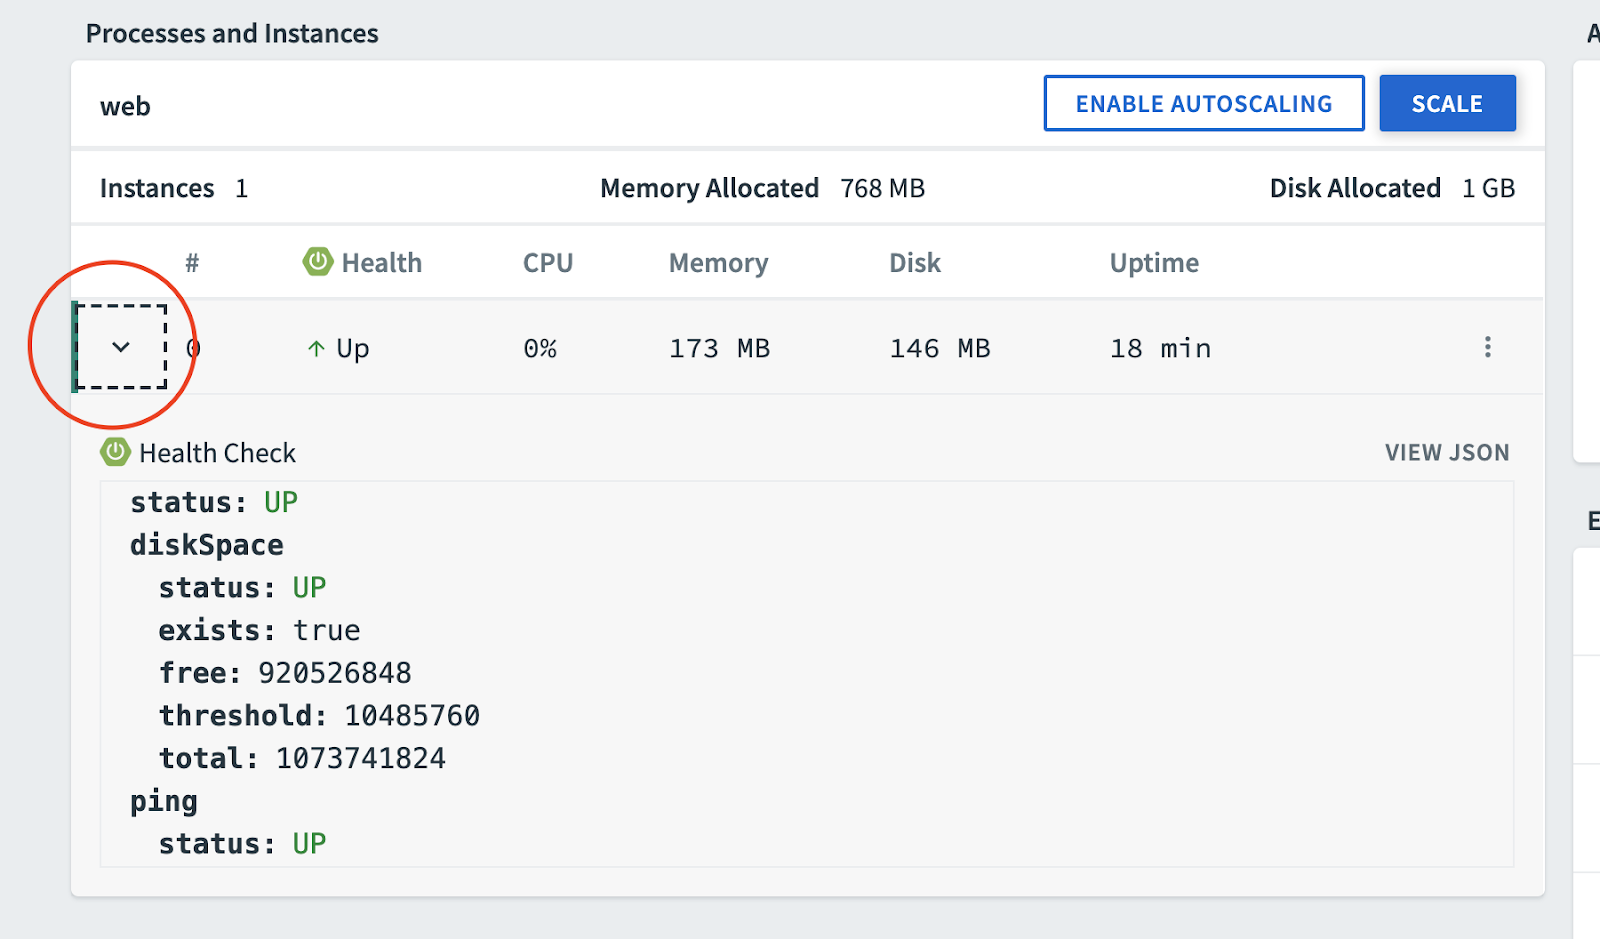 Processes and Instances
A
web
ENABLE AUTOSCALING
SCALE
Instances 1
Memory Allocated 768 MB
Disk Allocated 1 GB
# Health CPU Memory Disk Uptime
0 Up 0% 173 MB 146 MB 18 min
Health Check
VIEW JSON
status: UP
E
diskSpace
status: UP
exists: true
free: 920526848
threshold: 10485760
total: 1073741824
ping
status: UP